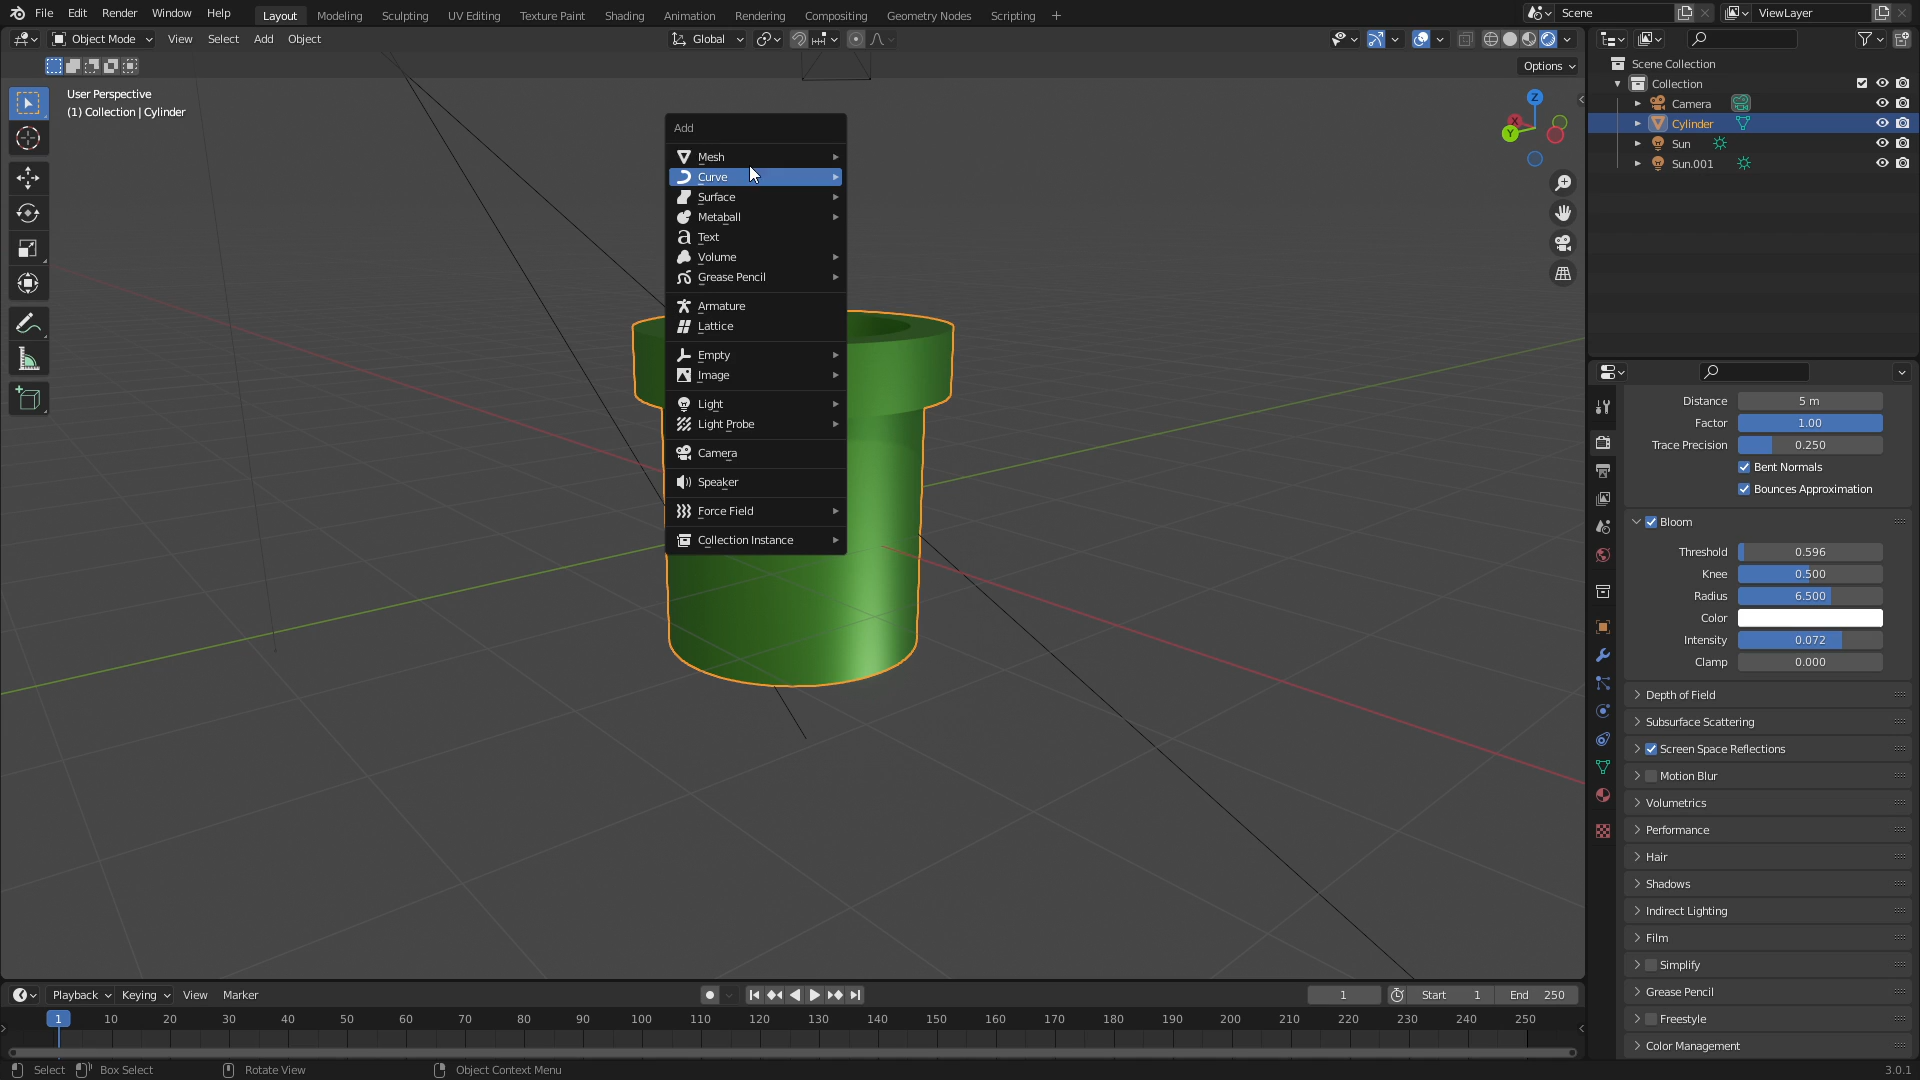 File Edit Render Window Help Layout Modeling Sculpting UV Editing Texture Paint Shading Animation Rendering Compositing Geometry Nodes Scripting + Scene ViewLayer
Object Mode View Select Add Object Global
Options
User Perspective
(1) Collection | Cylinder
Z
X
Y
Add
Mesh
Curve
Surface
Metaball
Text
Volume
Grease Pencil
Armature
Lattice
Empty
Image
Light
Light Probe
Camera
Speaker
Force Field
Collection Instance
Scene Collection
Collection
Camera
Cylinder
Sun
Sun.001
Distance 5 m
Factor 1.00
Trace Precision 0.250
Bent Normals
Bounces Approximation
Bloom
Threshold 0.596
Knee 0.500
Radius 6.500
Color
Intensity 0.072
Clamp 0.000
Depth of Field
Subsurface Scattering
Screen Space Reflections
Motion Blur
Volumetrics
Performance
Hair
Shadows
Indirect Lighting
Film
Simplify
Grease Pencil
Freestyle
Color Management
Playback Keying View Marker 1 Start 1 End 250
1 10 20 30 40 50 60 70 80 90 100 110 120 130 140 150 160 170 180 190 200 210 220 230 240 250
Select Box Select Rotate View Object Context Menu 3.0.1